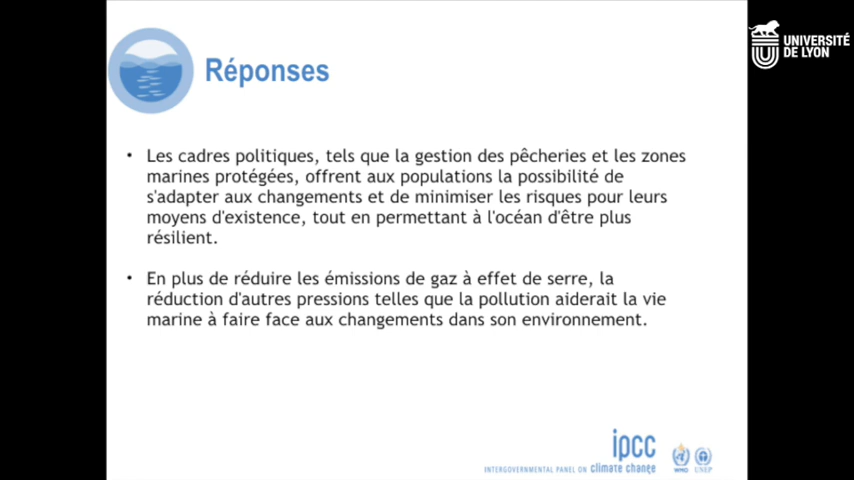 UNIVERSITÉ
DE LYON
Réponses
• Les cadres politiques, tels que la gestion des pêcheries et les zones
marines protégées, offrent aux populations la possibilité de
s'adapter aux changements et de minimiser les risques pour leurs
moyens d'existence, tout en permettant à l'océan d'être plus
résilient.
• En plus de réduire les émissions de gaz à effet de serre, la
réduction d'autres pressions telles que la pollution aiderait la vie
marine à faire face aux changements dans son environnement.
ipcc
INTERGOVERNMENTAL PANEL ON climate change
WMO UNEP